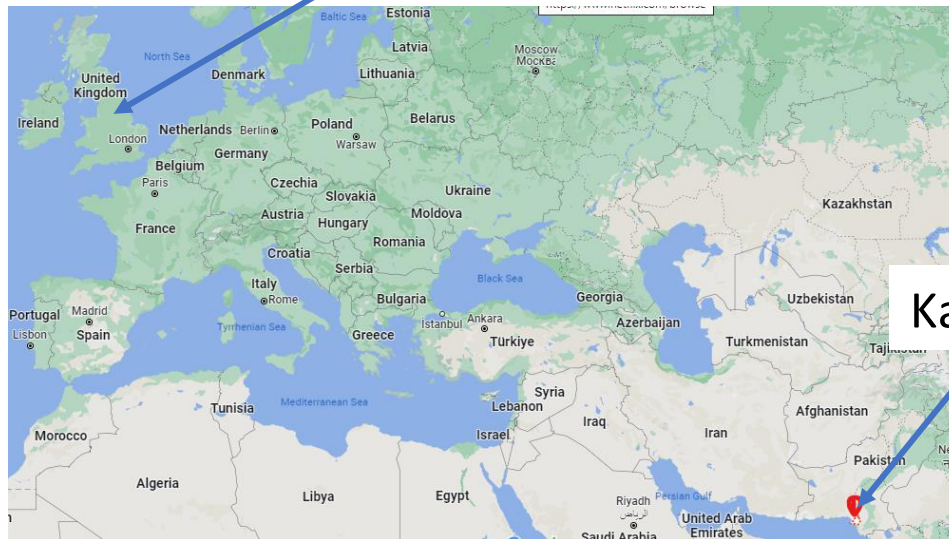 Baltic Sea
Estonia
North Sea
Latvia
Moscow
Москва
United
Kingdom
Denmark
Lithuania
Ireland
Netherlands
Berlin
Poland
Belarus
London
Warsaw
Germany
Belgium
Paris
Czechia
Slovakia
Ukraine
Kazakhstan
Austria
Hungary
Moldova
France
Romania
Croatia
Serbia
Italy
Black Sea
Rome
Bulgaria
Georgia
Uzbekistan
Ka
Portugal
Madrid
Istanbul
Ankara
Azerbaijan
Lisbon
Spain
Tyrrhenian Sea
Greece
Türkiye
Turkmenistan
Syria
Mediterranean Sea
Tunisia
Lebanon
Afghanistan
Iraq
Iran
Israel
Morocco
Pakistan
Algeria
Libya
Egypt
Riyadh
الرياض
Persian Gulf
United Arab
Emirates
Saudi Arabia